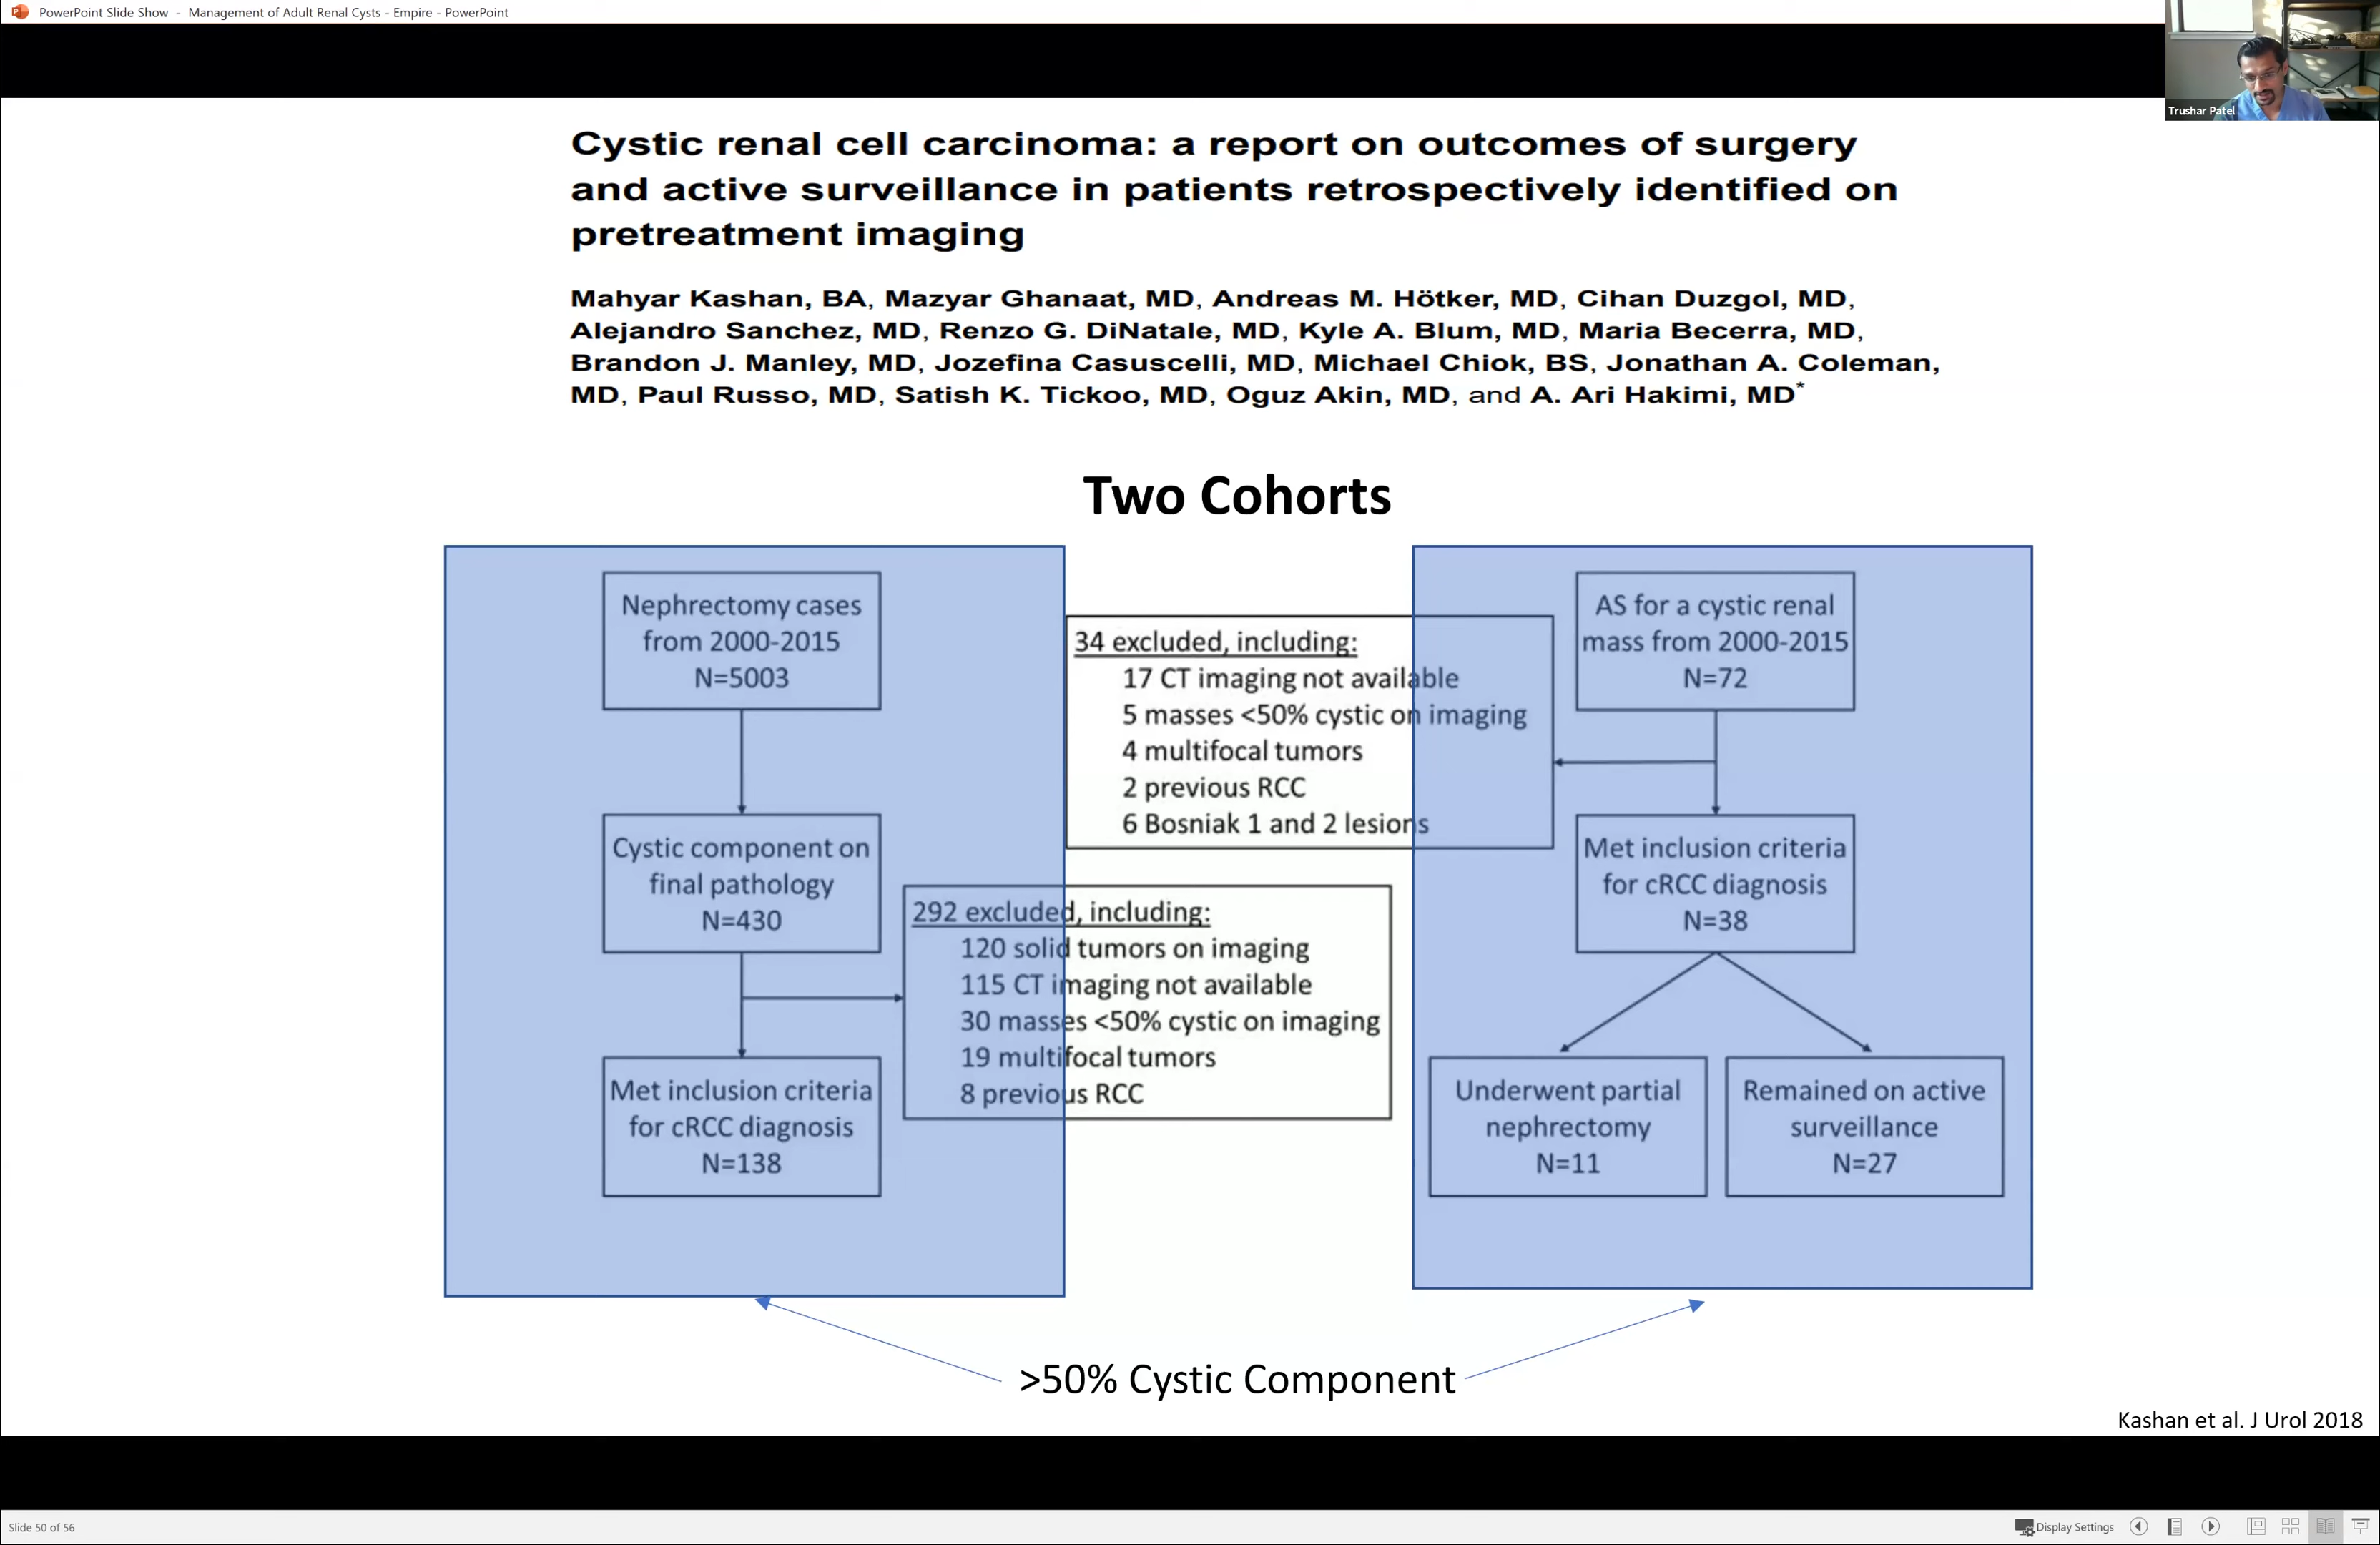 PowerPoint Slide Show - Management of Adult Renal Cysts - Empire - PowerPoint
Trushar Patel
Cystic renal cell carcinoma: a report on outcomes of surgery
and active surveillance in patients retrospectively identified on
pretreatment imaging
Mahyar Kashan, BA, Mazyar Ghanaat, MD, Andreas M. Hötker, MD, Cihan Duzgol, MD,
Alejandro Sanchez, MD, Renzo G. DiNatale, MD, Kyle A. Blum, MD, Maria Becerra, MD,
Brandon J. Manley, MD, Jozefina Casuscelli, MD, Michael Chiok, BS, Jonathan A. Coleman,
MD, Paul Russo, MD, Satish K. Tickoo, MD, Oguz Akin, MD, and A. Ari Hakimi, MD*
Two Cohorts
Nephrectomy cases
from 2000-2015
N=5003
Cystic component on
final pathology
N=430
292 excluded, including:
120 solid tumors on imaging
115 CT imaging not available
30 masses <50% cystic on imaging
19 multifocal tumors
8 previous RCC
Met inclusion criteria
for cRCC diagnosis
N=138
34 excluded, including:
17 CT imaging not available
5 masses <50% cystic on imaging
4 multifocal tumors
2 previous RCC
6 Bosniak 1 and 2 lesions
AS for a cystic renal
mass from 2000-2015
N=72
Met inclusion criteria
for cRCC diagnosis
N=38
Underwent partial
nephrectomy
N=11
Remained on active
surveillance
N=27
>50% Cystic Component
Kashan et al. J Urol 2018
Slide 50 of 56
Display Settings